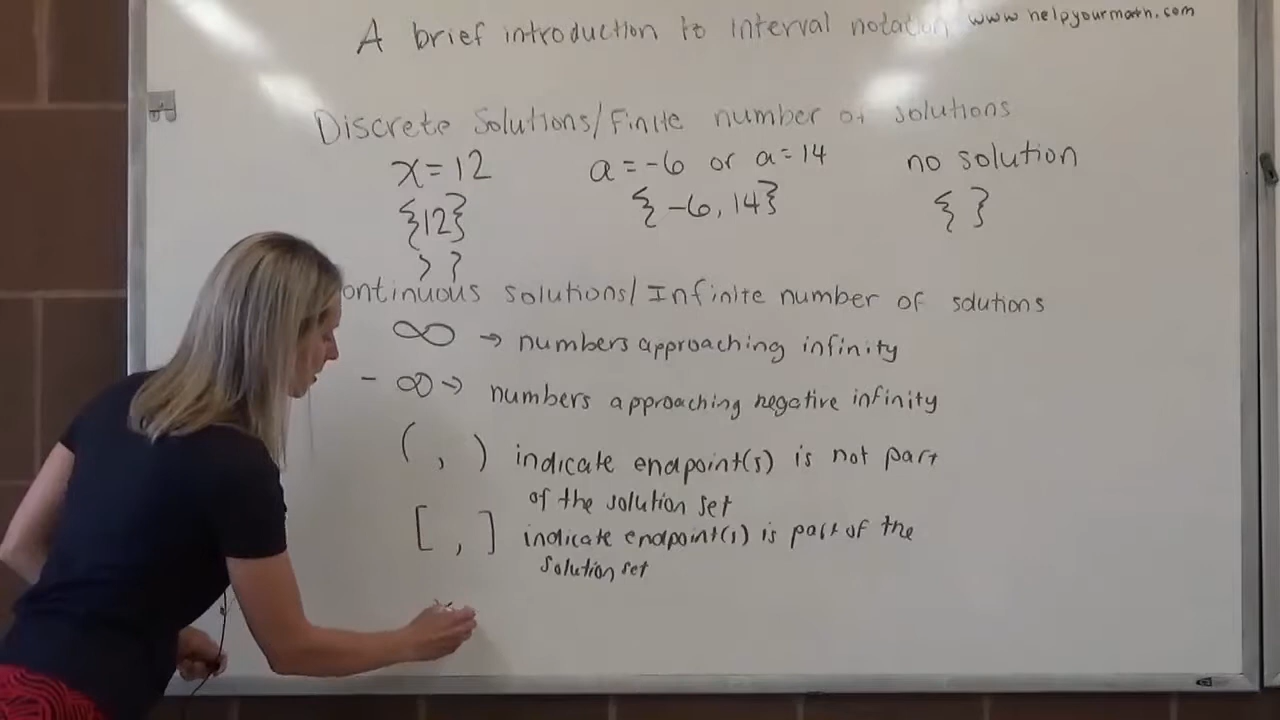 A brief introduction to interval notation www.helpyourmath.com
Discrete Solutions/Finite number of solutions
x=12 a=-6 or a=14 no solution
{12} {-6,14} { }
ontinuous solutions/Infinite number of solutions
∞ → numbers approaching infinity
-∞ → numbers approaching negative infinity
( , ) indicate endpoint(s) is not part
of the solution set
[ , ] indicate endpoint(s) is part of the
solution set